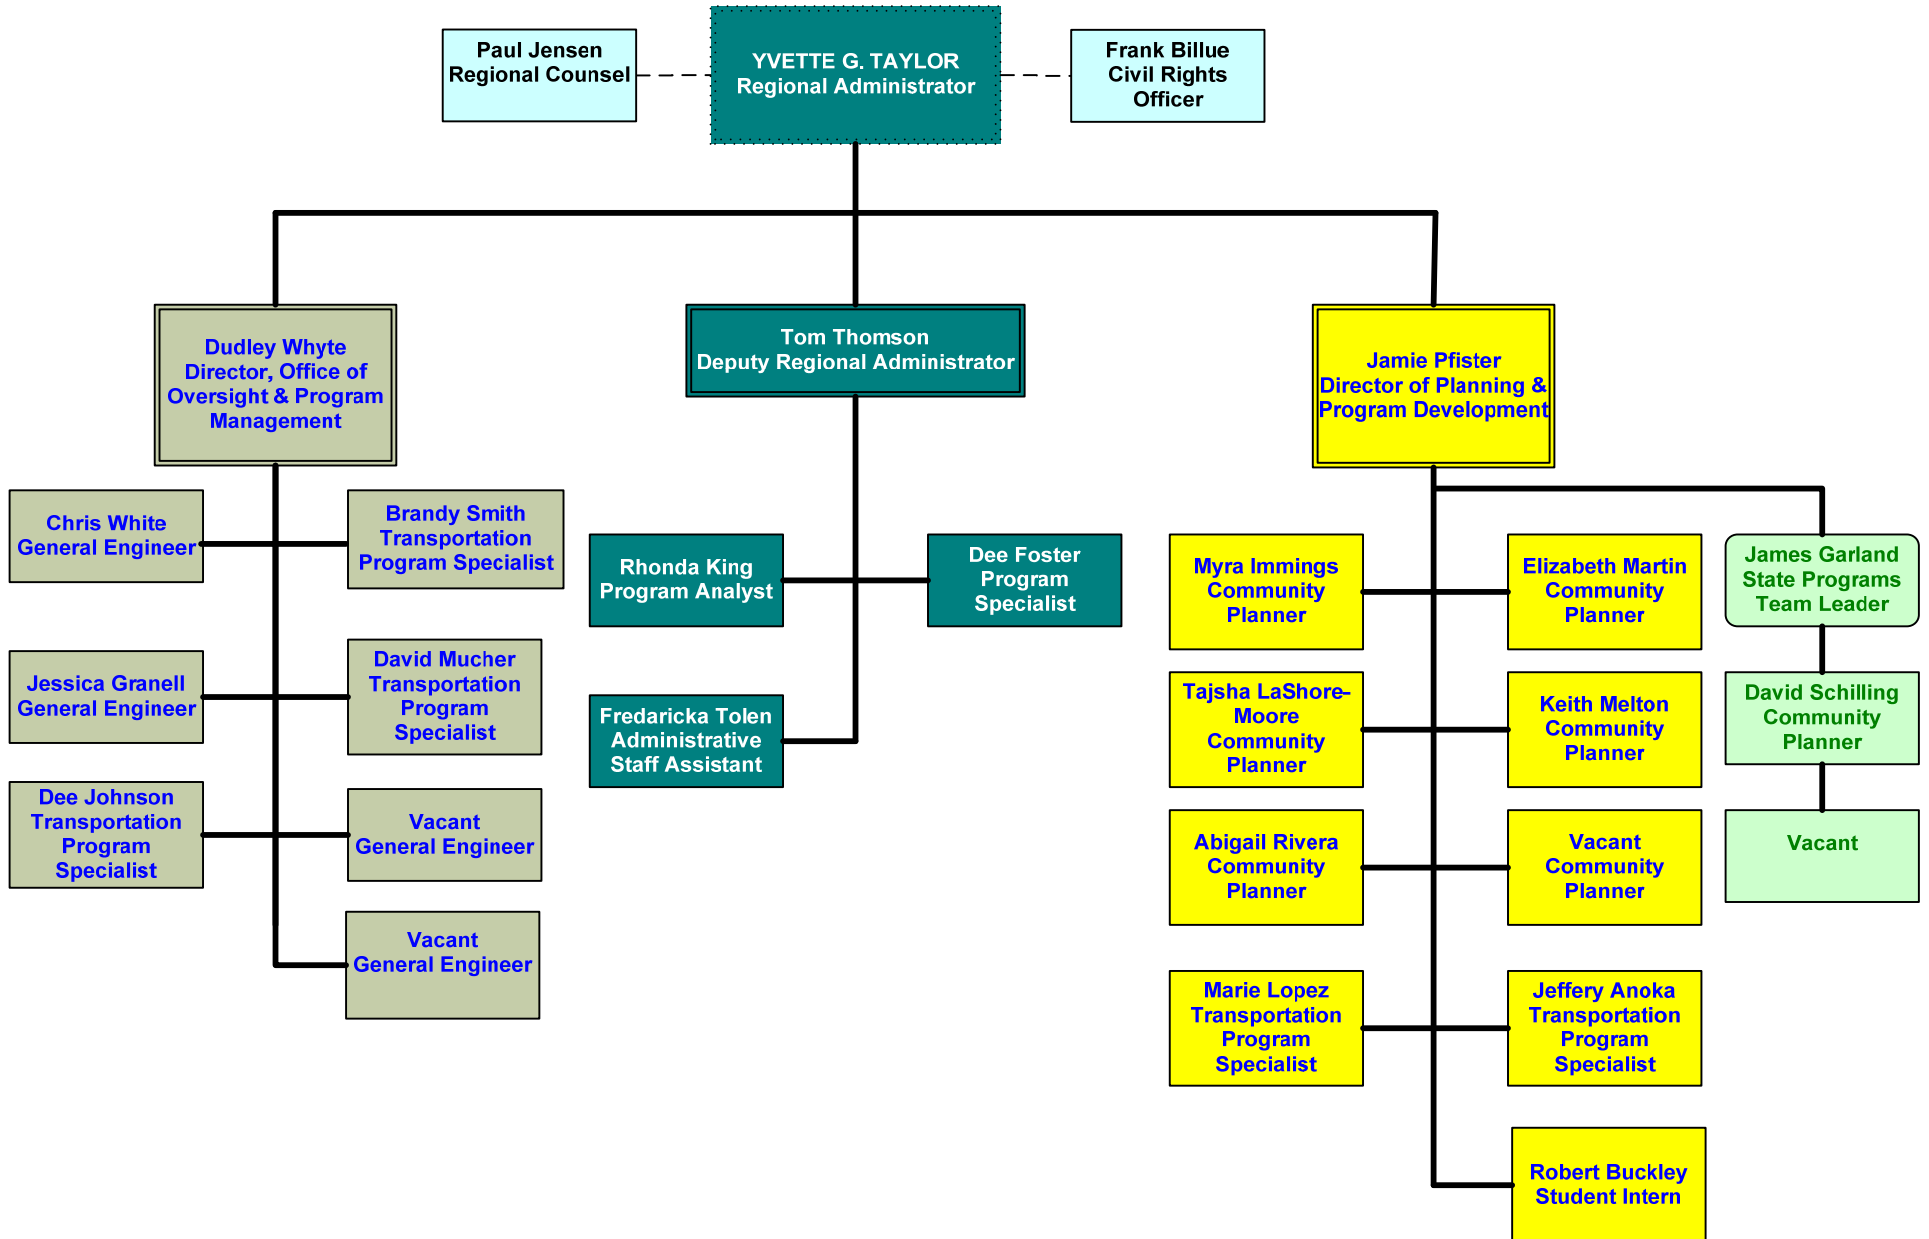 Paul Jensen
Regional Counsel
YVETTE G. TAYLOR
Regional Administrator
Frank Billue
Civil Rights
Officer
Dudley Whyte
Director, Office of
Oversight & Program
Management
Tom Thomson
Deputy Regional Administrator
Jamie Pfister
Director of Planning &
Program Development
Chris White
General Engineer
Brandy Smith
Transportation
Program Specialist
Jessica Granell
General Engineer
David Mucher
Transportation
Program
Specialist
Dee Johnson
Transportation
Program
Specialist
Vacant
General Engineer
Vacant
General Engineer
Rhonda King
Program Analyst
Dee Foster
Program
Specialist
Fredaricka Tolen
Administrative
Staff Assistant
Myra Immings
Community
Planner
Elizabeth Martin
Community
Planner
Tajsha LaShore-
Moore
Community
Planner
Keith Melton
Community
Planner
Abigail Rivera
Community
Planner
Vacant
Community
Planner
Marie Lopez
Transportation
Program
Specialist
Jeffery Anoka
Transportation
Program
Specialist
Robert Buckley
Student Intern
James Garland
State Programs
Team Leader
David Schilling
Community
Planner
Vacant